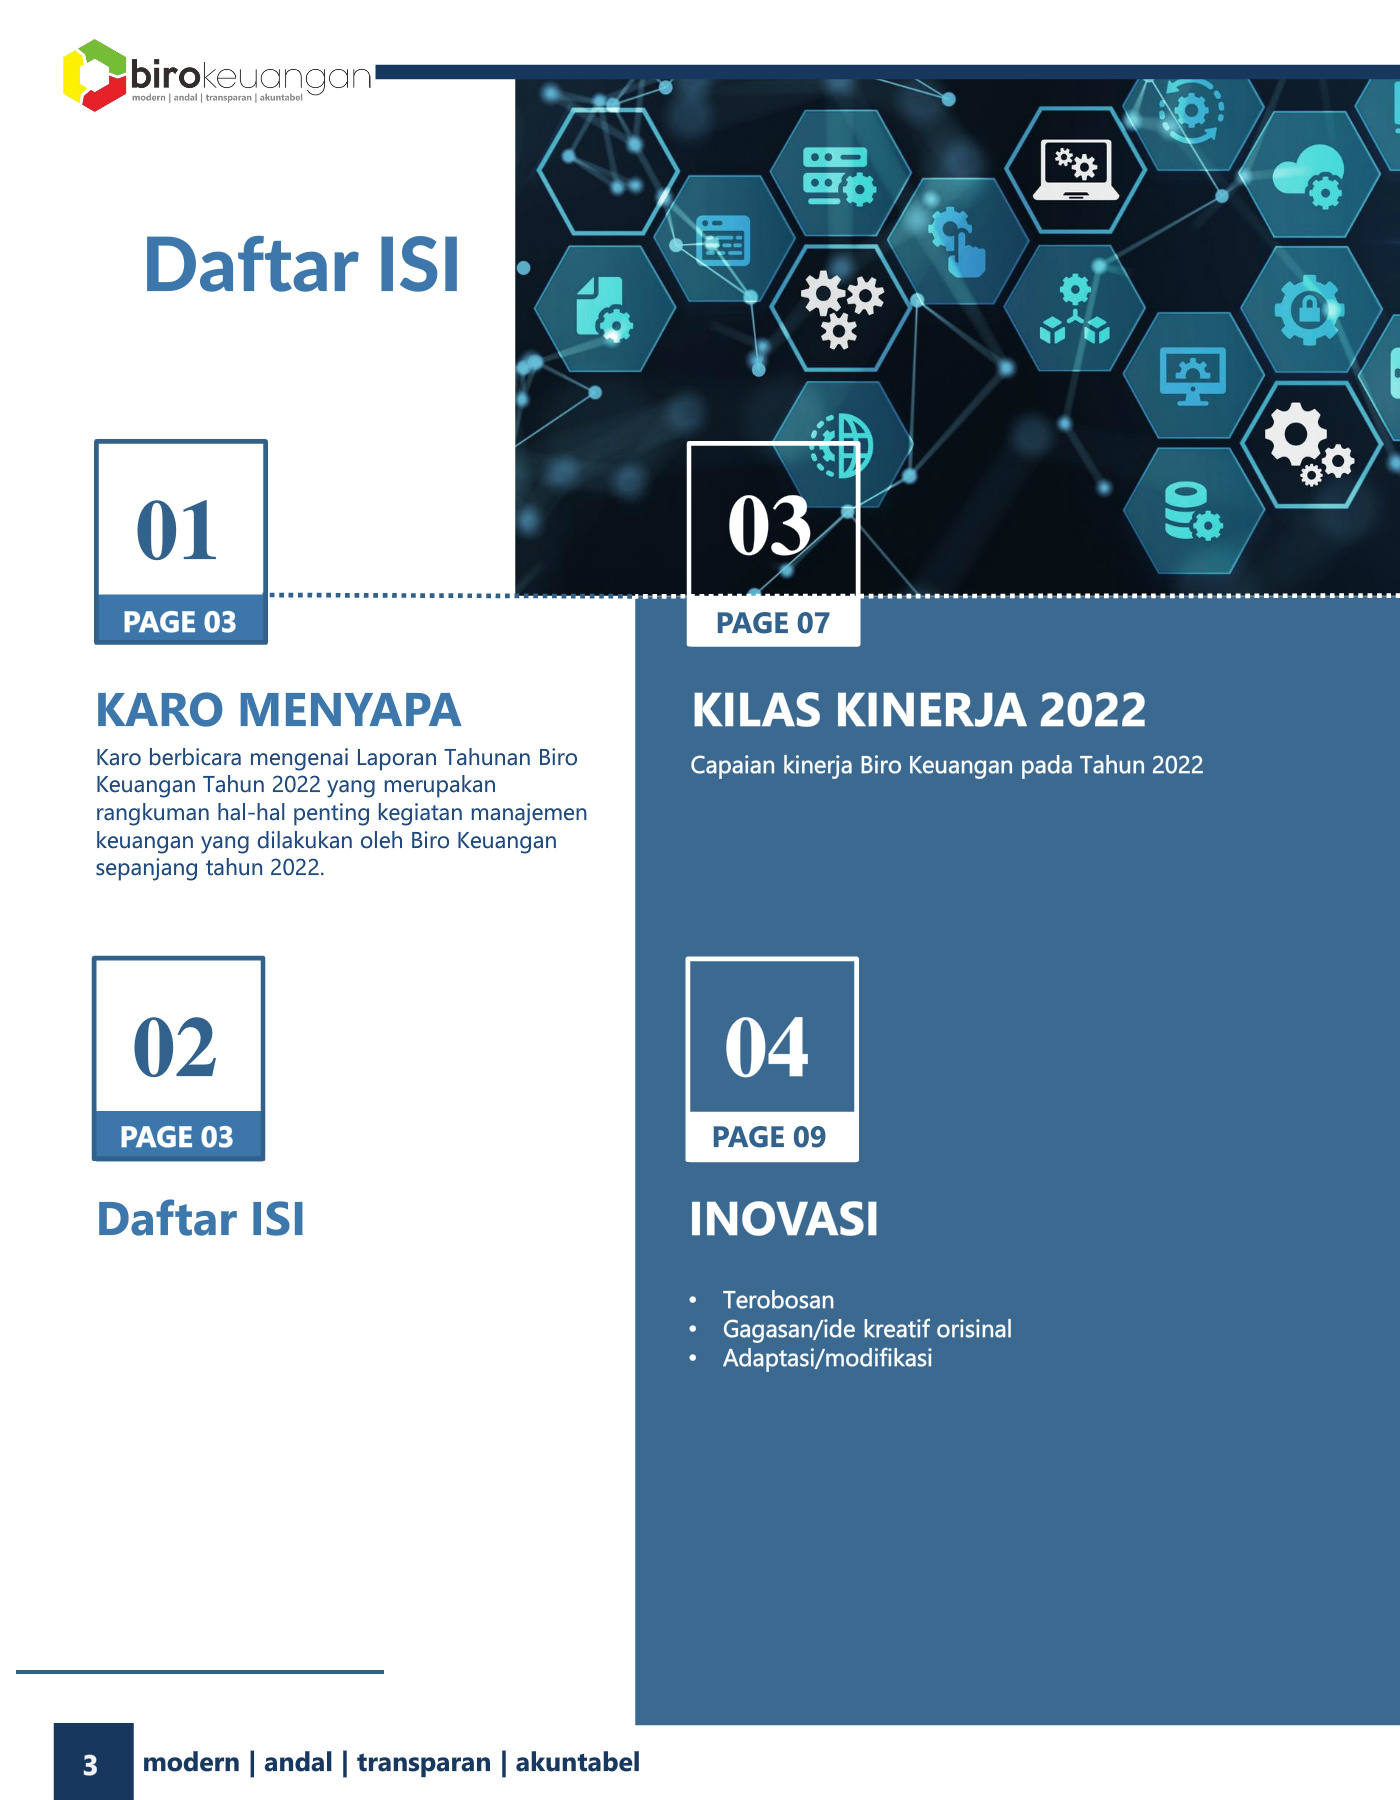 birokeuangan
modern | andal | transparan | akuntabel
Daftar ISI
01
PAGE 03
KARO MENYAPA
Karo berbicara mengenai Laporan Tahunan Biro
Keuangan Tahun 2022 yang merupakan
rangkuman hal-hal penting kegiatan manajemen
keuangan yang dilakukan oleh Biro Keuangan
sepanjang tahun 2022.
02
PAGE 03
Daftar ISI
03
PAGE 07
KILAS KINERJA 2022
Capaian kinerja Biro Keuangan pada Tahun 2022
04
PAGE 09
INOVASI
• Terobosan
• Gagasan/ide kreatif orisinal
• Adaptasi/modifikasi
3
modern | andal | transparan | akuntabel